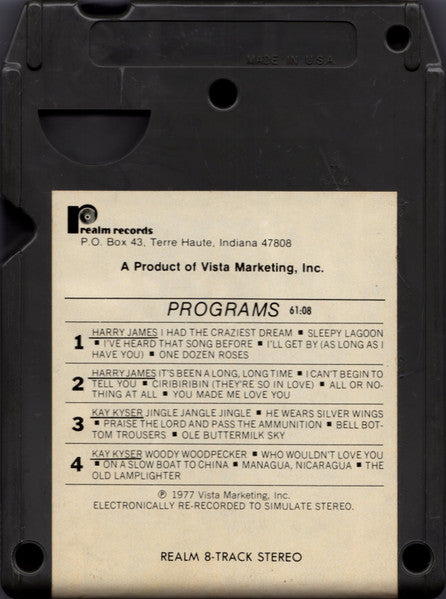 MADE IN U.S.A.
realm records
P.O. Box 43, Terre Haute, Indiana 47808
A Product of Vista Marketing, Inc.
PROGRAMS 61:08
1 HARRY JAMES I HAD THE CRAZIEST DREAM ■ SLEEPY LAGOON
■ I'VE HEARD THAT SONG BEFORE ■ I'LL GET BY (AS LONG AS I
HAVE YOU) ■ ONE DOZEN ROSES
2 HARRY JAMES IT'S BEEN A LONG, LONG TIME ■ I CAN'T BEGIN TO
TELL YOU ■ CIRIBIRIBIN (THEY'RE SO IN LOVE) ■ ALL OR NO-
THING AT ALL ■ YOU MADE ME LOVE YOU
3 KAY KYSER JINGLE JANGLE JINGLE ■ HE WEARS SILVER WINGS
■ PRAISE THE LORD AND PASS THE AMMUNITION ■ BELL BOT-
TOM TROUSERS ■ OLE BUTTERMILK SKY
4 KAY KYSER WOODY WOODPECKER ■ WHO WOULDN'T LOVE YOU
■ ON A SLOW BOAT TO CHINA ■ MANAGUA, NICARAGUA ■ THE
OLD LAMPLIGHTER
℗ 1977 Vista Marketing, Inc.
ELECTRONICALLY RE-RECORDED TO SIMULATE STEREO.
REALM 8-TRACK STEREO